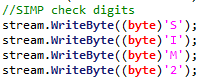 //SIMP check digits
stream.WriteByte((byte)'S');
stream.WriteByte((byte)'I');
stream.WriteByte((byte)'M');
stream.WriteByte((byte)'2');